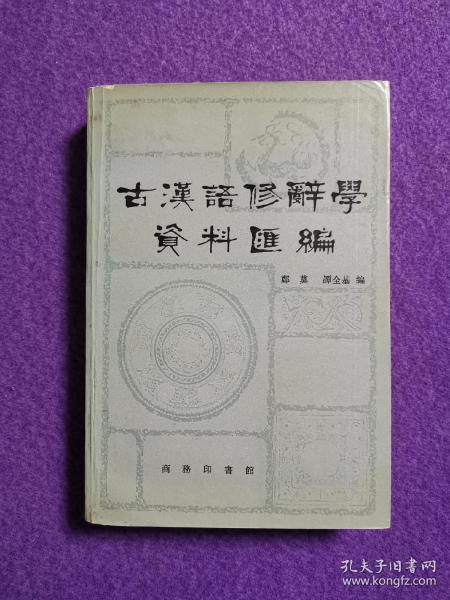 古漢語修辭學
資料匯編
鄭奠 譚全基 編
商務印書館
孔夫子旧书网
www.kongfz.com